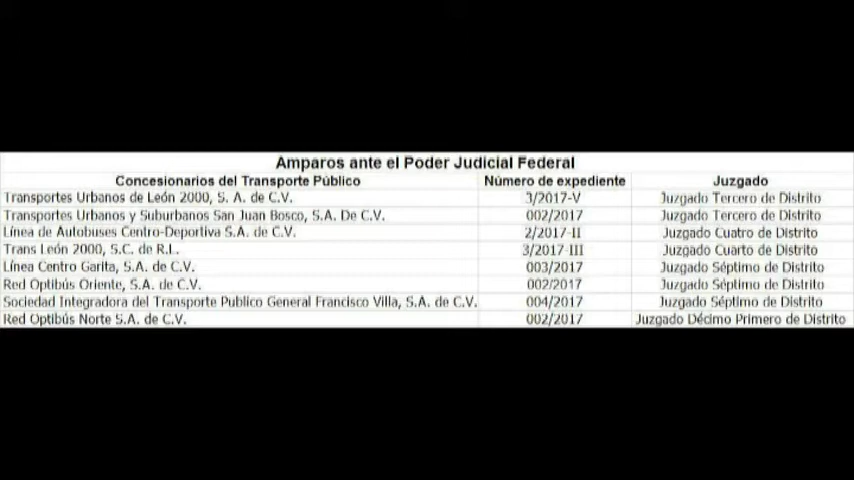 Amparos ante el Poder Judicial Federal
Concesionarios del Transporte Público Número de expediente Juzgado
Transportes Urbanos de León 2000, S. A. de C.V. 3/2017-V Juzgado Tercero de Distrito
Transportes Urbanos y Suburbanos San Juan Bosco, S.A. De C.V. 002/2017 Juzgado Tercero de Distrito
Línea de Autobuses Centro-Deportiva S.A. de C.V. 2/2017-II Juzgado Cuatro de Distrito
Trans León 2000, S.C. de R.L. 3/2017-III Juzgado Cuarto de Distrito
Línea Centro Garita, S.A. de C.V. 003/2017 Juzgado Séptimo de Distrito
Red Optibús Oriente, S.A. de C.V. 002/2017 Juzgado Séptimo de Distrito
Sociedad Integradora del Transporte Publico General Francisco Villa, S.A. de C.V. 004/2017 Juzgado Séptimo de Distrito
Red Optibús Norte S.A. de C.V. 002/2017 Juzgado Décimo Primero de Distrito